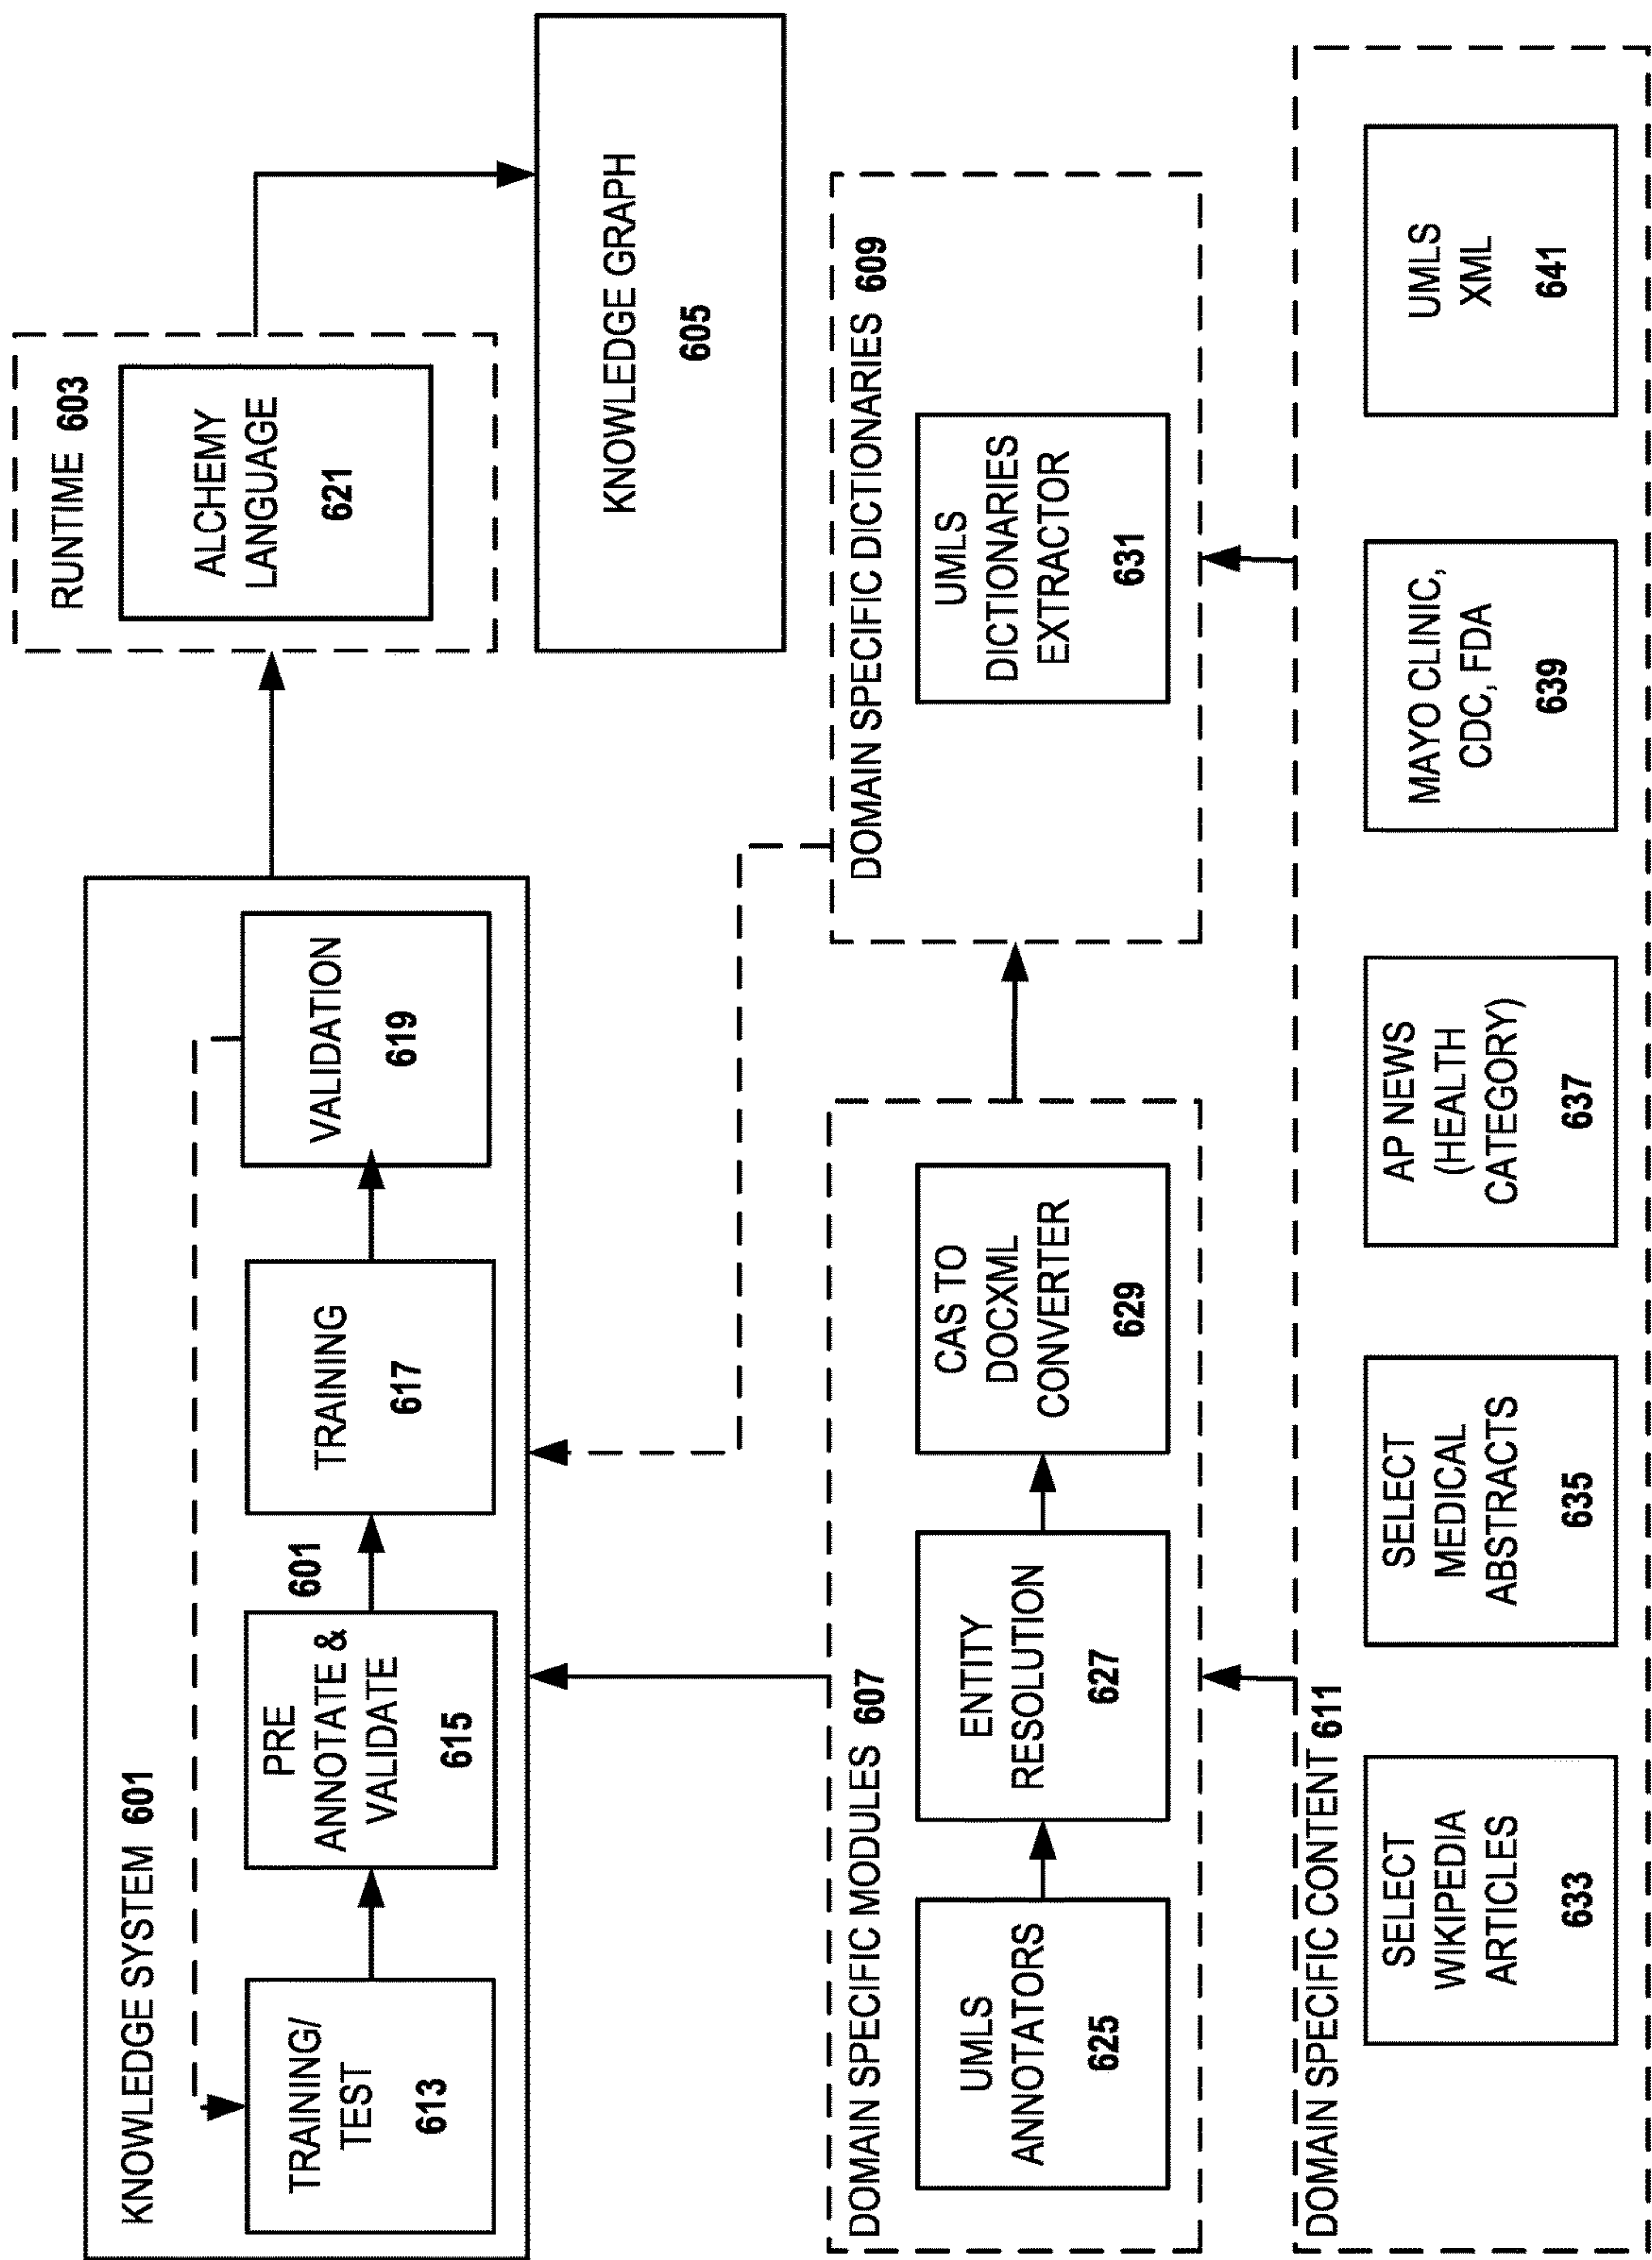 KNOWLEDGE SYSTEM 601
TRAINING/
TEST
613
PRE
ANNOTATE &
VALIDATE
615
601
TRAINING
617
VALIDATION
619
RUNTIME 603
ALCHEMY
LANGUAGE
621
KNOWLEDGE GRAPH
605
DOMAIN SPECIFIC MODULES 607
UMLS
ANNOTATORS
625
ENTITY
RESOLUTION
627
CAS TO
DOCXML
CONVERTER
629
DOMAIN SPECIFIC DICTIONARIES 609
UMLS
DICTIONARIES
EXTRACTOR
631
DOMAIN SPECIFIC CONTENT 611
SELECT
WIKIPEDIA
ARTICLES
633
SELECT
MEDICAL
ABSTRACTS
635
AP NEWS
(HEALTH
CATEGORY)
637
MAYO CLINIC,
CDC, FDA
639
UMLS
XML
641